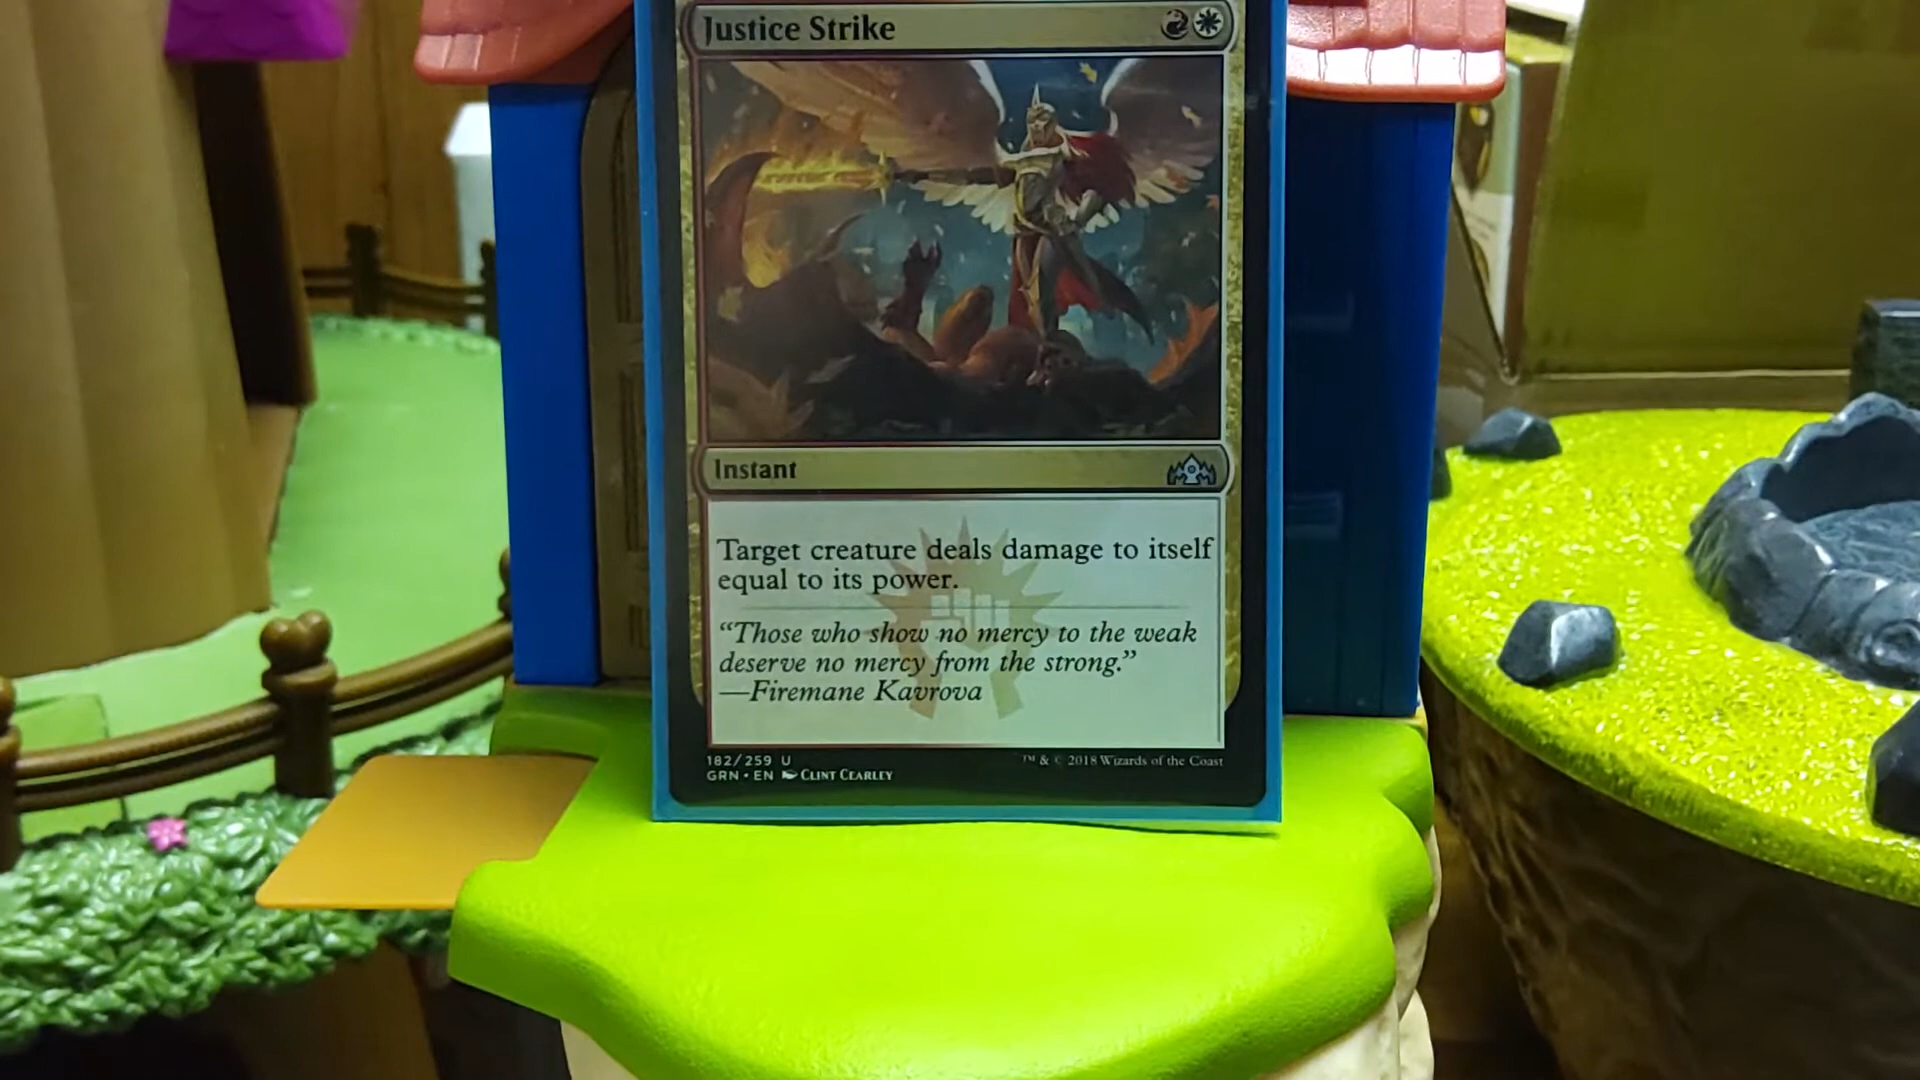 Justice Strike
Instant
Target creature deals damage to itself
equal to its power.
“Those who show no mercy to the weak
deserve no mercy from the strong.”
—Firemane Kavrova
182/259 U
™ & © 2018 Wizards of the Coast
GRN • EN CLINT CEARLEY